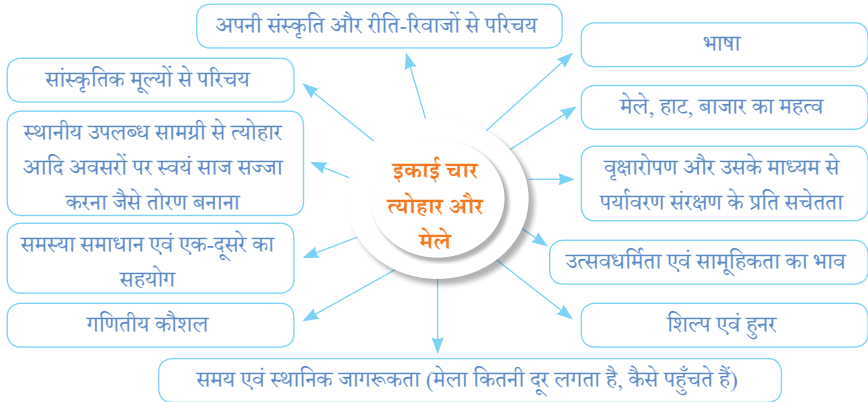 अपनी संस्कृति और रीति-रिवाजों से परिचय
भाषा
सांस्कृतिक मूल्यों से परिचय
मेले, हाट, बाजार का महत्व
स्थानीय उपलब्ध सामग्री से त्योहार
आदि अवसरों पर स्वयं साज सज्जा
करना जैसे तोरण बनाना
इकाई चार
त्योहार और
मेले
वृक्षारोपण और उसके माध्यम से
पर्यावरण संरक्षण के प्रति सचेतता
समस्या समाधान एवं एक-दूसरे का
सहयोग
उत्सवधर्मिता एवं सामूहिकता का भाव
गणितीय कौशल
शिल्प एवं हुनर
समय एवं स्थानिक जागरूकता (मेला कितनी दूर लगता है, कैसे पहुँचते हैं)